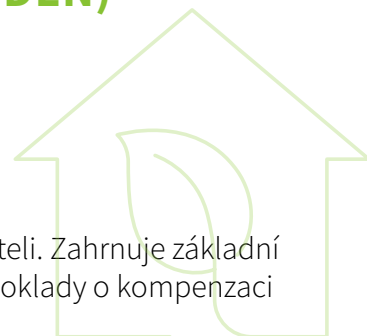 DEN)
teli. Zahrnuje základní
oklady o kompenzaci